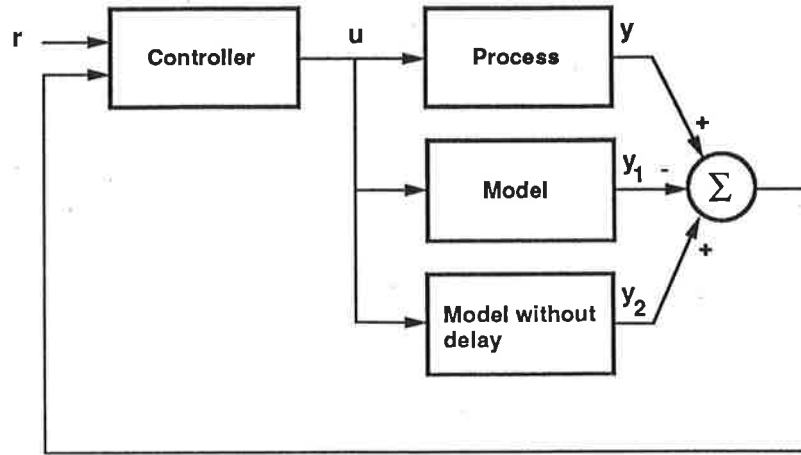 r
Controller
u
Process
y
+
Model
y1
-
Σ
Model without
delay
y2
+